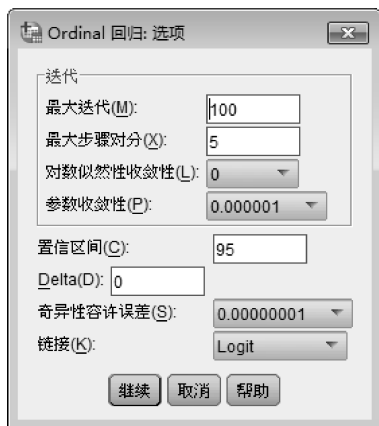 Ordinal 回归: 选项
迭代
最大迭代(M): 100
最大步骤对分(X): 5
对数似然性收敛性(L): 0
参数收敛性(P): 0.000001
置信区间(C): 95
Delta(D): 0
奇异性容许误差(S): 0.00000001
链接(K): Logit
继续 取消 帮助